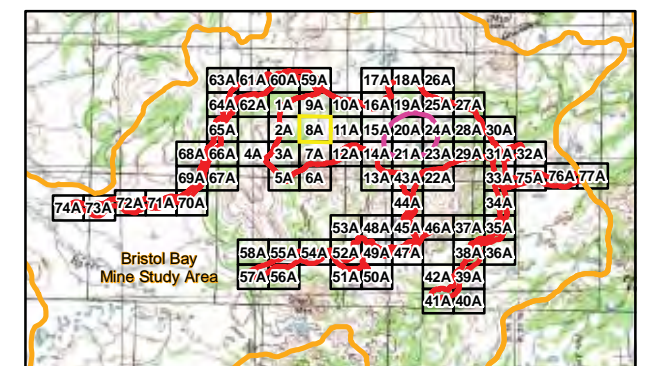 63A 61A 60A 59A 17A 18A 26A
64A 62A 1A 9A 10A 16A 19A 25A 27A
65A 2A 8A 11A 15A 20A 24A 28A 30A
68A 66A 4A 3A 7A 12A 14A 21A 23A 29A 31A 32A
69A 67A 5A 6A 13A 43A 22A 33A 75A 76A 77A
74A 73A 72A 71A 70A 44A 34A
53A 48A 45A 46A 37A 35A
58A 55A 54A 52A 49A 47A 38A 36A
57A 56A 51A 50A 42A 39A
41A 40A
Bristol Bay
Mine Study Area